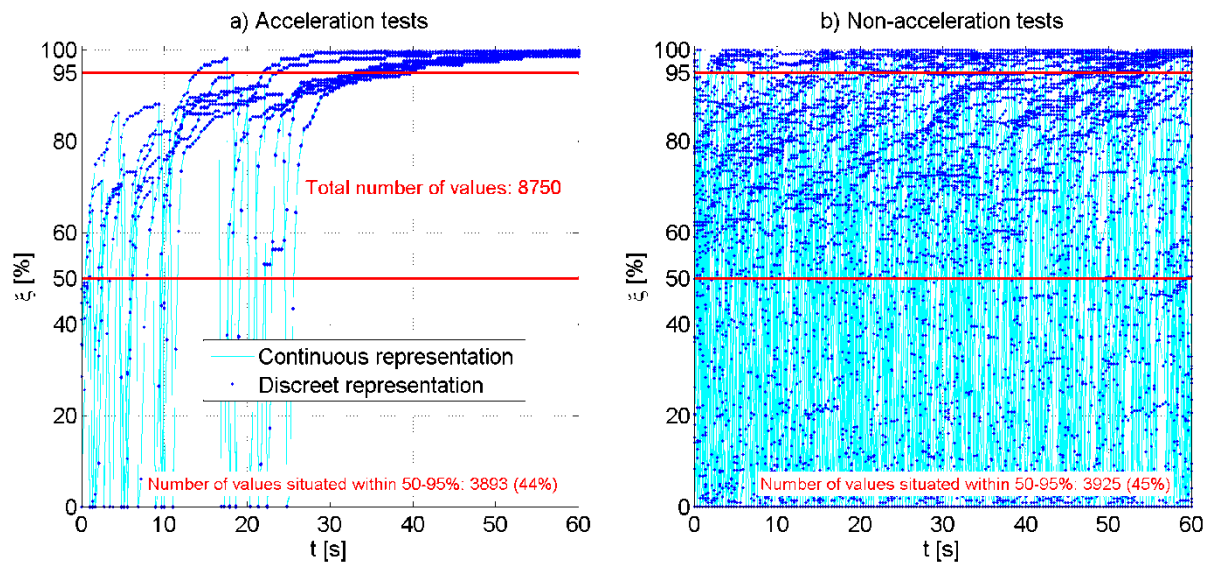 a) Acceleration tests
100
95
80
60
50
40
20
0
ξ [%]
Total number of values: 8750
Continuous representation
Discreet representation
Number of values situated within 50-95%: 3893 (44%)
0 10 20 30 40 50 60
t [s]
b) Non-acceleration tests
100
95
80
60
50
40
20
0
ξ [%]
Number of values situated within 50-95%: 3925 (45%)
0 10 20 30 40 50 60
t [s]